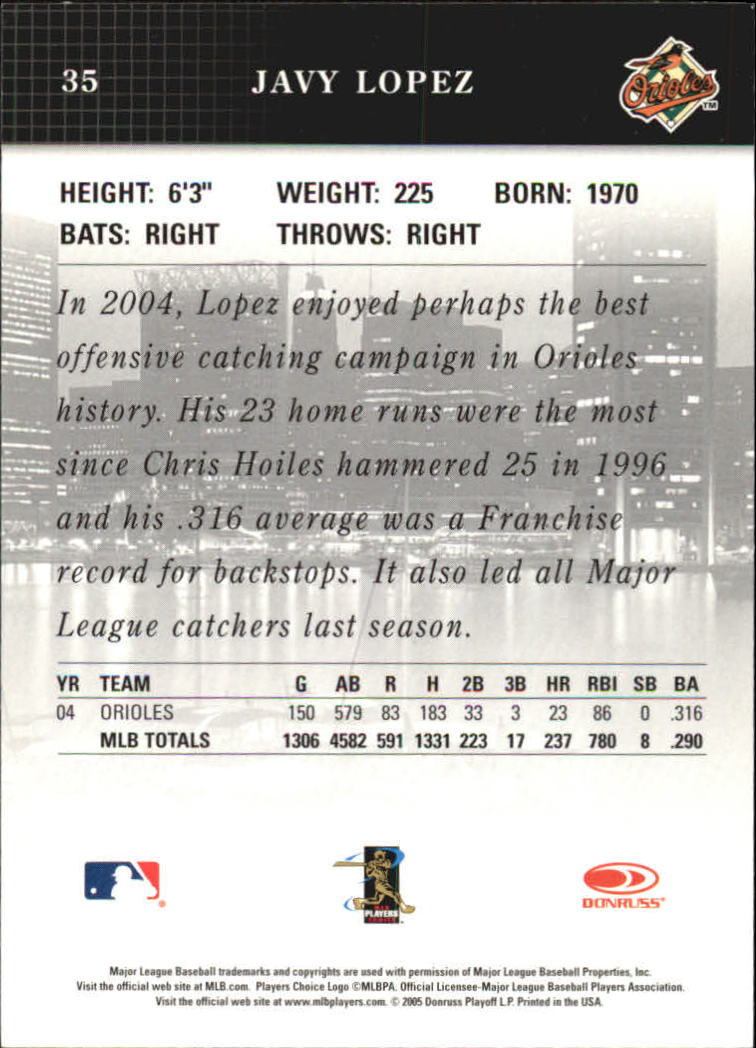 35 JAVY LOPEZ Orioles TM
HEIGHT: 6'3" WEIGHT: 225 BORN: 1970
BATS: RIGHT THROWS: RIGHT
In 2004, Lopez enjoyed perhaps the best
offensive catching campaign in Orioles
history. His 23 home runs were the most
since Chris Hoiles hammered 25 in 1996
and his .316 average was a Franchise
record for backstops. It also led all Major
League catchers last season.
YR TEAM G AB R H 2B 3B HR RBI SB BA
04 ORIOLES 150 579 83 183 33 3 23 86 0 .316
MLB TOTALS 1306 4582 591 1331 223 17 237 780 8 .290
PLAYERS
DONRUSS
Major League Baseball trademarks and copyrights are used with permission of Major League Baseball Properties, Inc.
Visit the official web site at MLB.com. Players Choice Logo ©MLBPA. Official Licensee-Major League Baseball Players Association.
Visit the official web site at www.mlbplayers.com. © 2005 Donruss Playoff L.P. Printed in the USA.